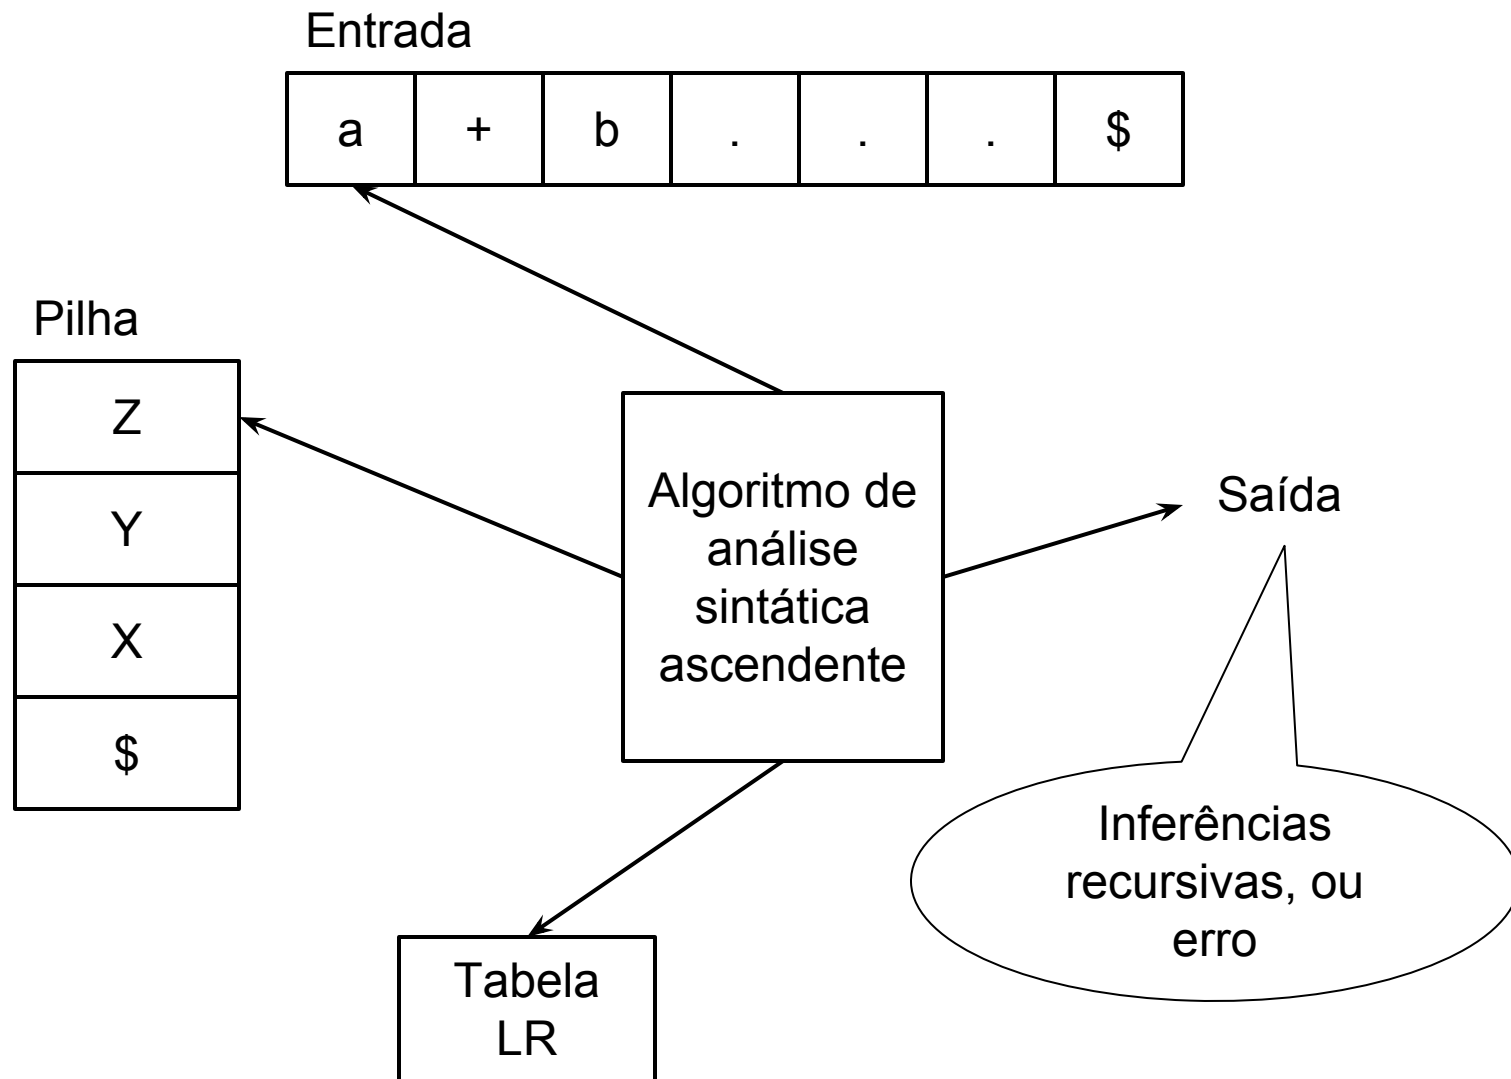 Entrada
a + b . . . $
Pilha
Z
Y
X
$
Algoritmo de
análise
sintática
ascendente
Saída
Inferências
recursivas, ou
erro
Tabela
LR